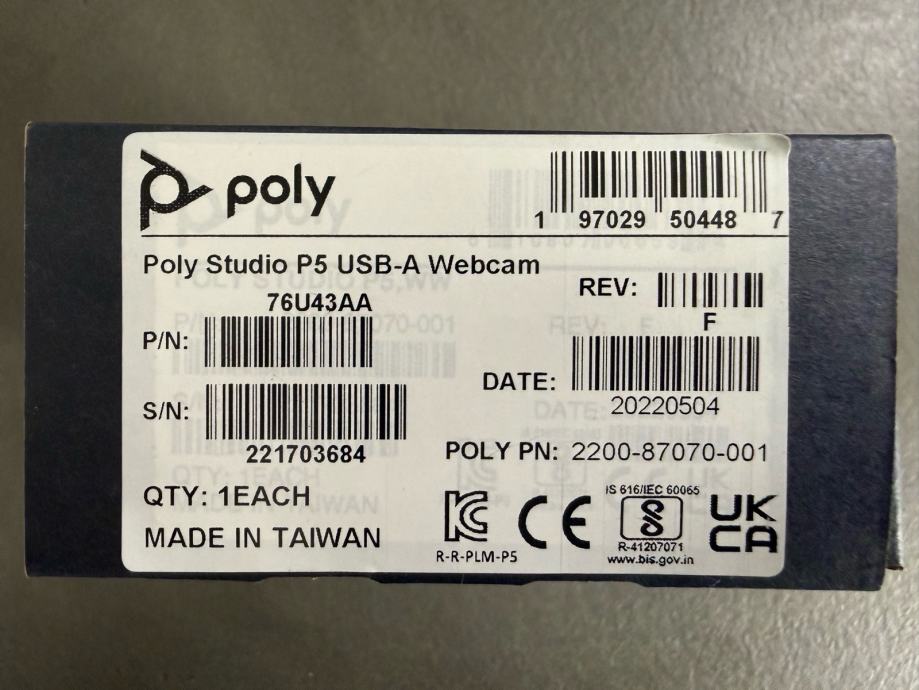 poly
1 97029 50448 7
Poly Studio P5 USB-A Webcam
76U43AA
REV:
F
P/N:
DATE:
20220504
S/N:
221703684
POLY PN: 2200-87070-001
QTY: 1EACH
MADE IN TAIWAN
R-R-PLM-P5
CE
IS 616/IEC 60065
R-41207071
www.bis.gov.in
UK
CA